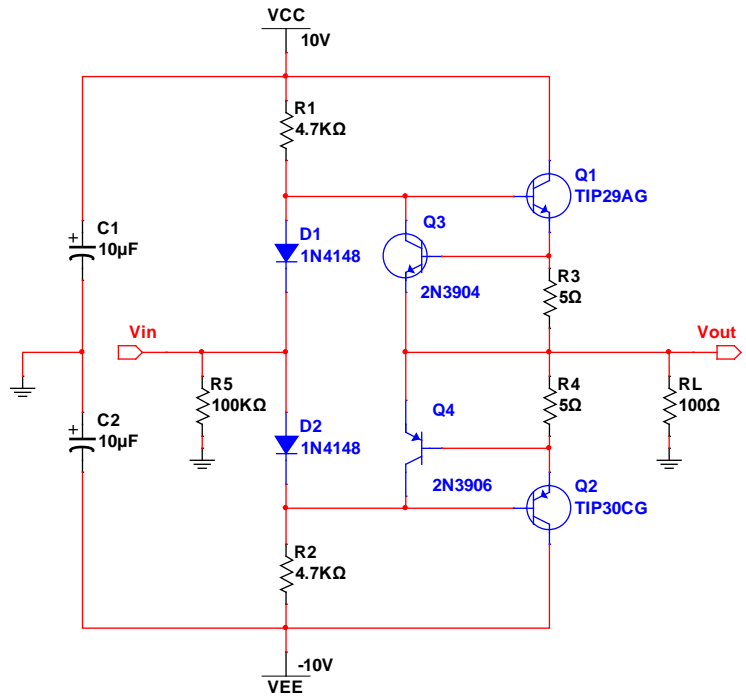 VCC
10V
R1
4.7KΩ
Q1
TIP29AG
C1
+
10µF
D1
1N4148
Q3
2N3904
R3
5Ω
Vin
Vout
R5
100KΩ
R4
5Ω
RL
100Ω
C2
+
10µF
D2
1N4148
Q4
2N3906
Q2
TIP30CG
R2
4.7KΩ
-10V
VEE